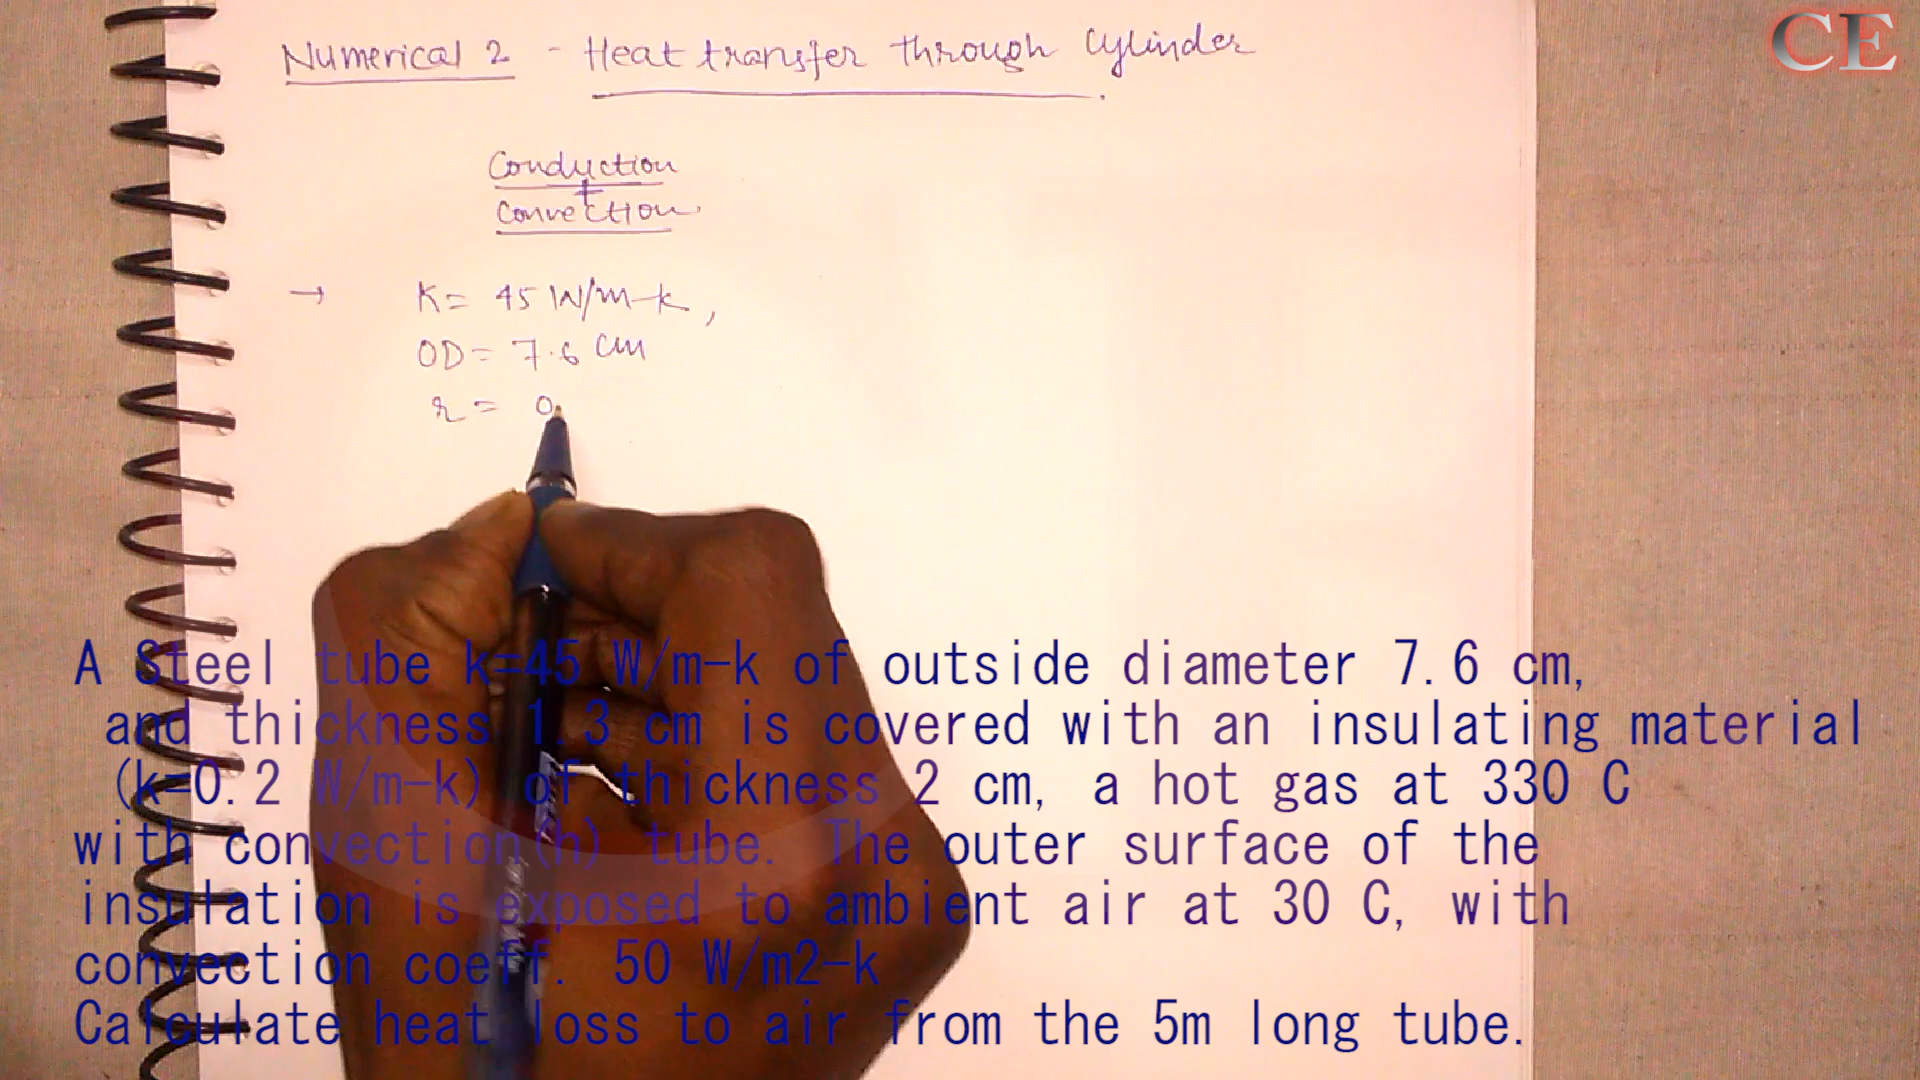 CE
Numerical 2 - Heat transfer through Cylinder
Conduction
+
Convection
→ K= 45 W/m-k,
OD= 7.6 cm
r = 0.
A Steel tube k=45 W/m-k of outside diameter 7.6 cm,
and thickness 1.3 cm is covered with an insulating material
(k=0.2 W/m-k) of thickness 2 cm, a hot gas at 330 C
with convection(h) tube. The outer surface of the
insulation is exposed to ambient air at 30 C, with
convection coeff. 50 W/m2-k
Calculate heat loss to air from the 5m long tube.